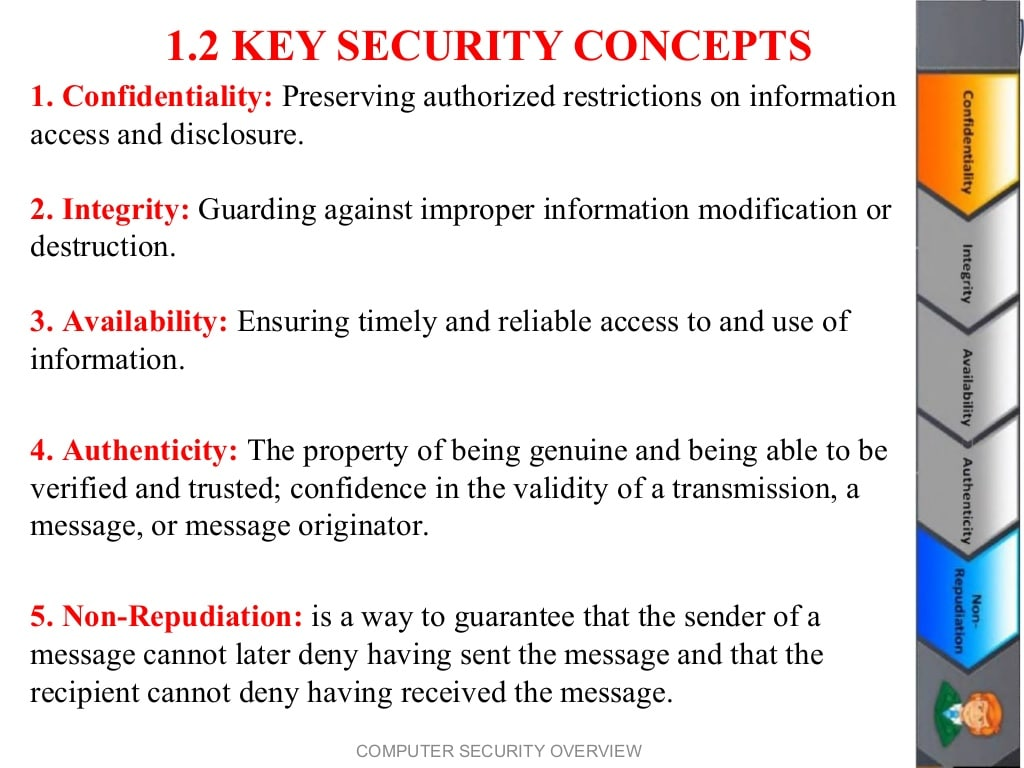 1.2 KEY SECURITY CONCEPTS
1. Confidentiality: Preserving authorized restrictions on information
access and disclosure.
2. Integrity: Guarding against improper information modification or
destruction.
3. Availability: Ensuring timely and reliable access to and use of
information.
4. Authenticity: The property of being genuine and being able to be
verified and trusted; confidence in the validity of a transmission, a
message, or message originator.
5. Non-Repudiation: is a way to guarantee that the sender of a
message cannot later deny having sent the message and that the
recipient cannot deny having received the message.
COMPUTER SECURITY OVERVIEW
Confidentiality
Integrity
Availability
Authenticity
Non-
Repudiation